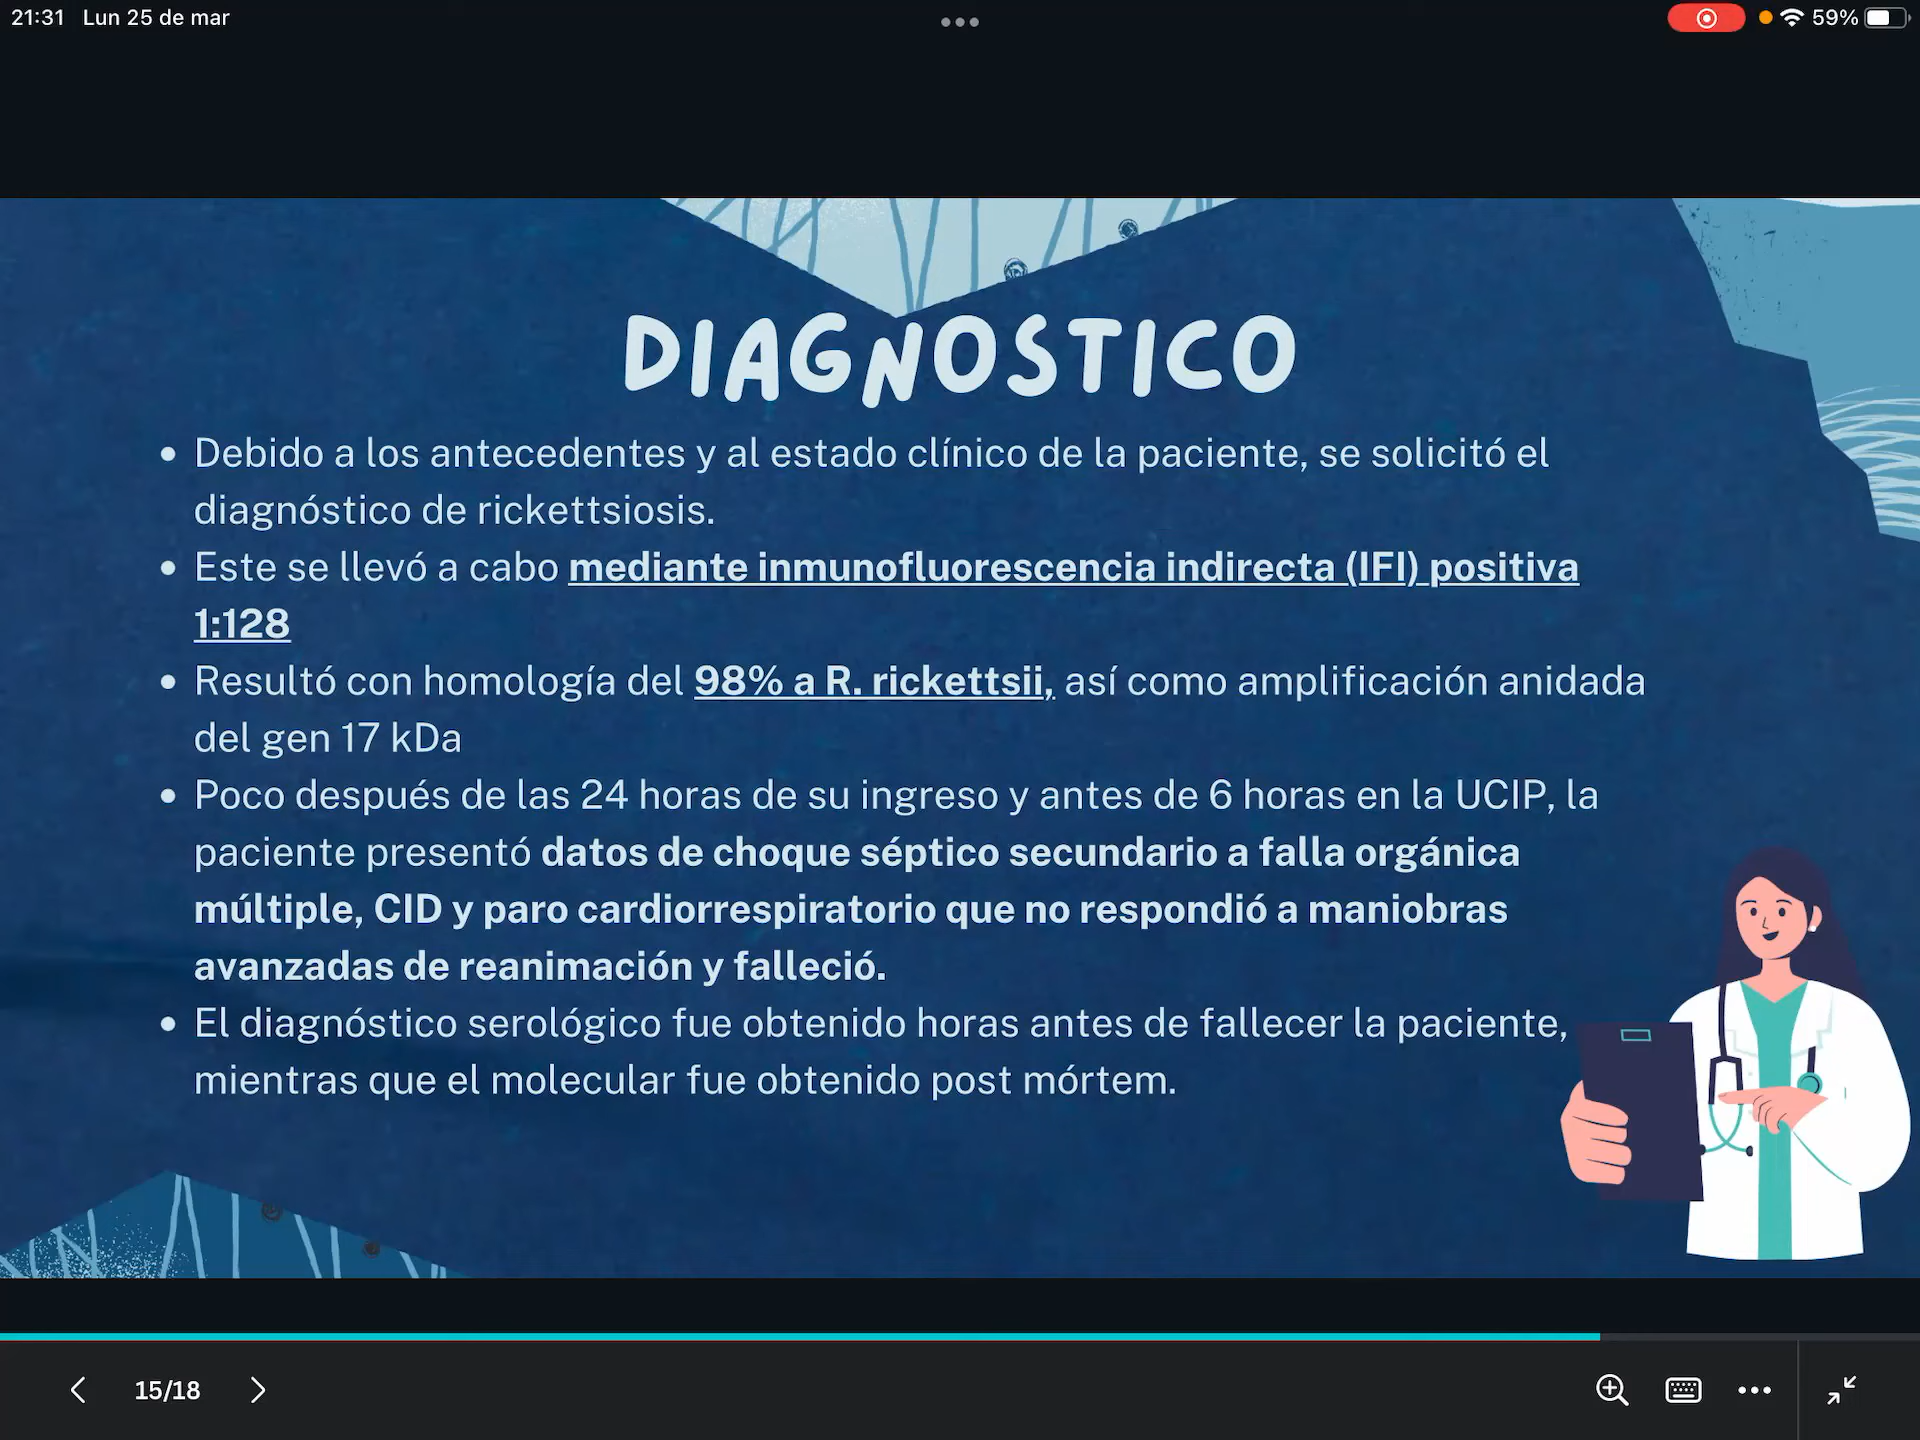 21:31 Lun 25 de mar
59%
DIAGNOSTICO
• Debido a los antecedentes y al estado clínico de la paciente, se solicitó el
diagnóstico de rickettsiosis.
• Este se llevó a cabo mediante inmunofluorescencia indirecta (IFI) positiva
1:128
• Resultó con homología del 98% a R. rickettsii, así como amplificación anidada
del gen 17 kDa
• Poco después de las 24 horas de su ingreso y antes de 6 horas en la UCIP, la
paciente presentó datos de choque séptico secundario a falla orgánica
múltiple, CID y paro cardiorrespiratorio que no respondió a maniobras
avanzadas de reanimación y falleció.
• El diagnóstico serológico fue obtenido horas antes de fallecer la paciente,
mientras que el molecular fue obtenido post mórtem.
15/18